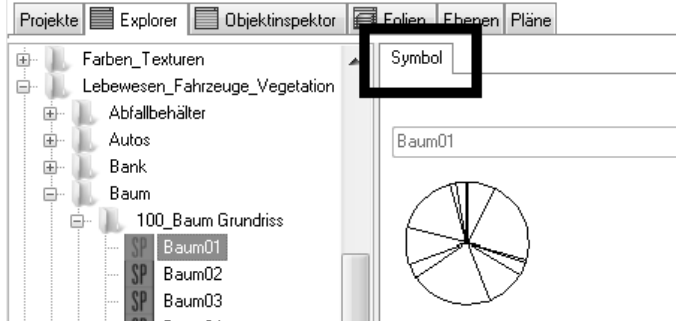 Projekte Explorer Objektinspektor Folien Ebenen Pläne
Farben_Texturen
Symbol
Lebewesen_Fahrzeuge_Vegetation
Abfallbehälter
Autos
Baum01
Bank
Baum
100_Baum Grundriss
SP Baum01
SP Baum02
SP Baum03